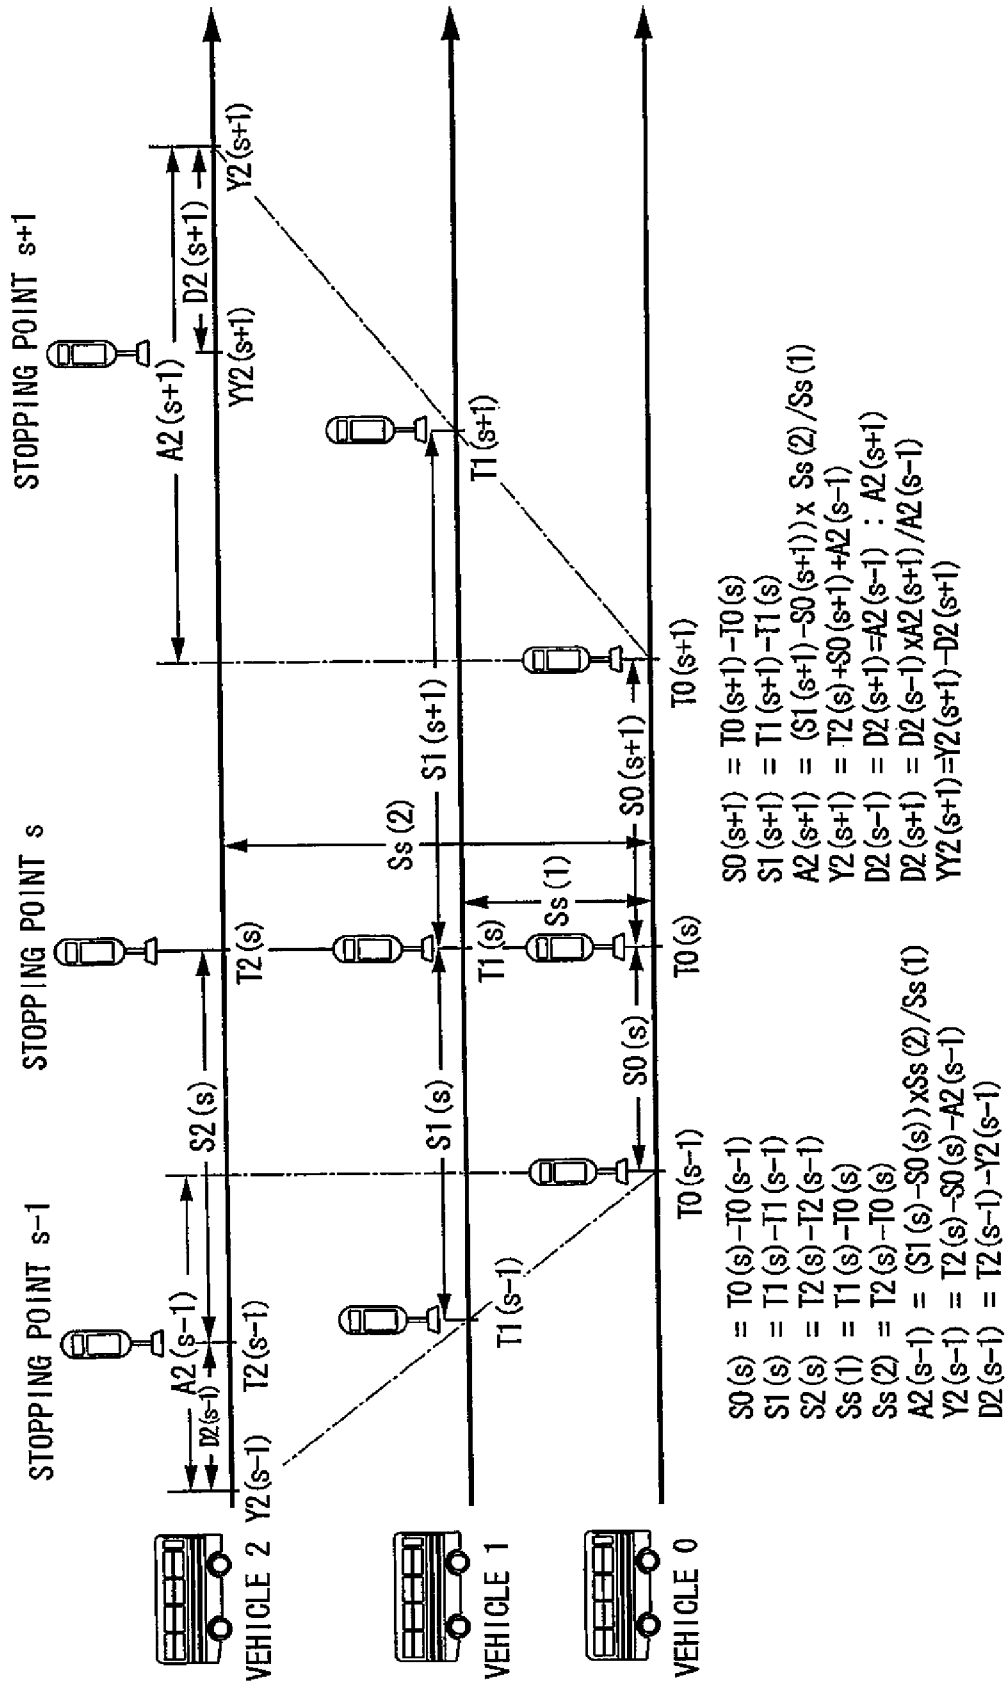 STOPPING POINT s-1
STOPPING POINT s
STOPPING POINT s+1
A2(s-1)
D2(s-1)
S2(s)
A2(s+1)
D2(s+1)
VEHICLE 2
Y2(s-1)
T2(s-1)
T2(s)
YY2(s+1)
Y2(s+1)
Ss(2)
S1(s)
S1(s+1)
VEHICLE 1
T1(s-1)
T1(s)
Ss(1)
T1(s+1)
S0(s)
S0(s+1)
VEHICLE 0
T0(s-1)
T0(s)
T0(s+1)
S0(s) = T0(s)-T0(s-1)
S1(s) = T1(s)-T1(s-1)
S2(s) = T2(s)-T2(s-1)
Ss(1) = T1(s)-T0(s)
Ss(2) = T2(s)-T0(s)
A2(s-1) = (S1(s)-S0(s))xSs(2)/Ss(1)
Y2(s-1) = T2(s)-S0(s)-A2(s-1)
D2(s-1) = T2(s-1)-Y2(s-1)
S0(s+1) = T0(s+1)-T0(s)
S1(s+1) = T1(s+1)-T1(s)
A2(s+1) = (S1(s+1)-S0(s+1))x Ss(2)/Ss(1)
Y2(s+1) = T2(s)+S0(s+1)+A2(s-1)
D2(s-1) = D2(s+1)=A2(s-1) : A2(s+1)
D2(s+1) = D2(s-1)xA2(s+1)/A2(s-1)
YY2(s+1)=Y2(s+1)-D2(s+1)